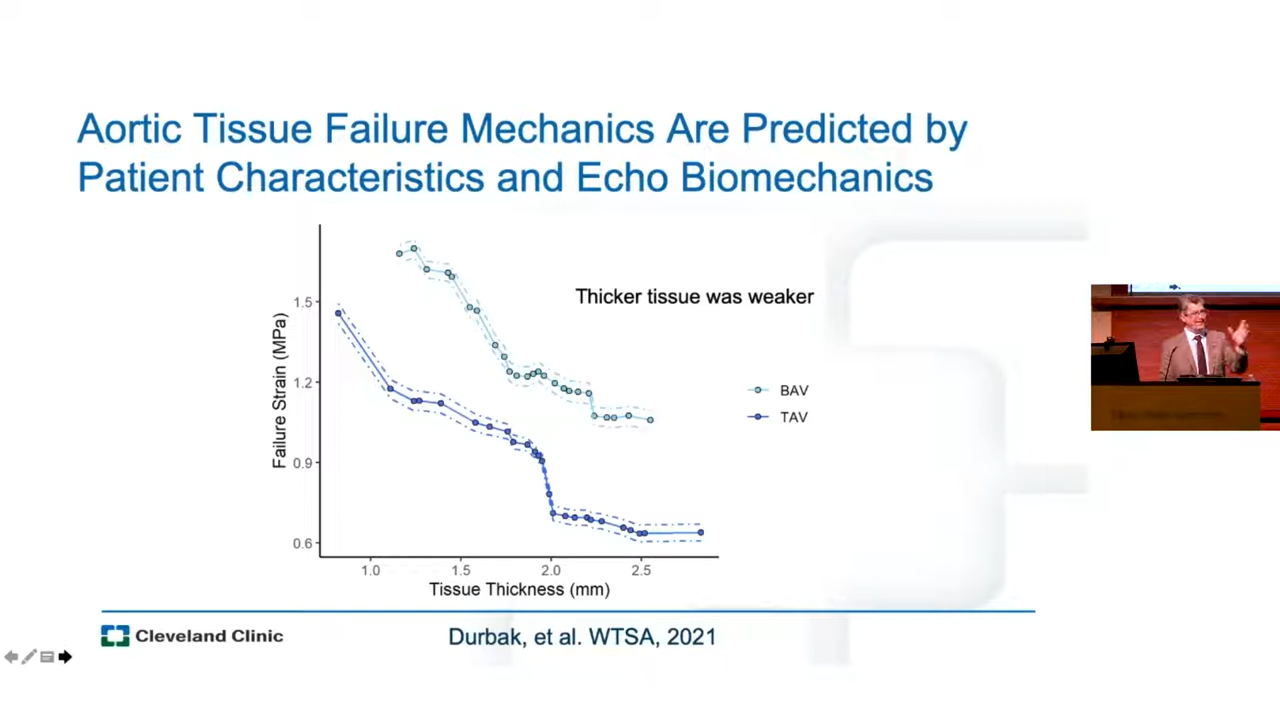 Aortic Tissue Failure Mechanics Are Predicted by
Patient Characteristics and Echo Biomechanics
Thicker tissue was weaker
Failure Strain (MPa)
1.5
1.2
0.9
0.6
1.0 1.5 2.0 2.5
Tissue Thickness (mm)
BAV
TAV
Cleveland Clinic
Durbak, et al. WTSA, 2021